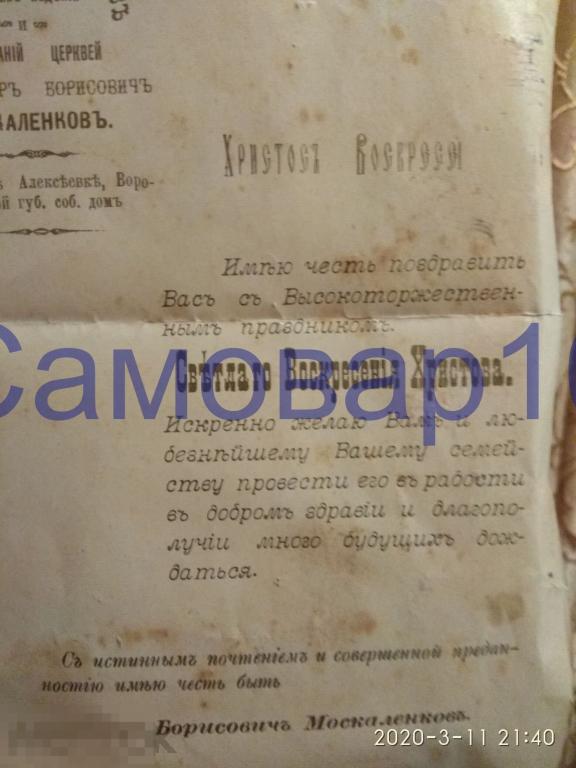 и
ЦЕРКВЕЙ
БОРИСОВИЧЪ
Алексѣевкѣ, Воро-
губ. соб. домъ
Христосъ Воскресе!
Имѣю честь поздравить
Васъ съ Высокоторжествен-
нымъ праздникомъ.
Свѣтлаго Воскресенія Христова.
Искренно желаю Вамъ и лю-
безнѣйшему Вашему семей-
ству провести его въ радости
въ добромъ здравіи и благопо-
лучіи много будущихъ дож-
даться.
Съ истиннымъ почтеніемъ и совершенной предан-
ностію имѣю честь быть
Борисовичъ Москаленковъ.
Самовар1
2020-3-11 21:40